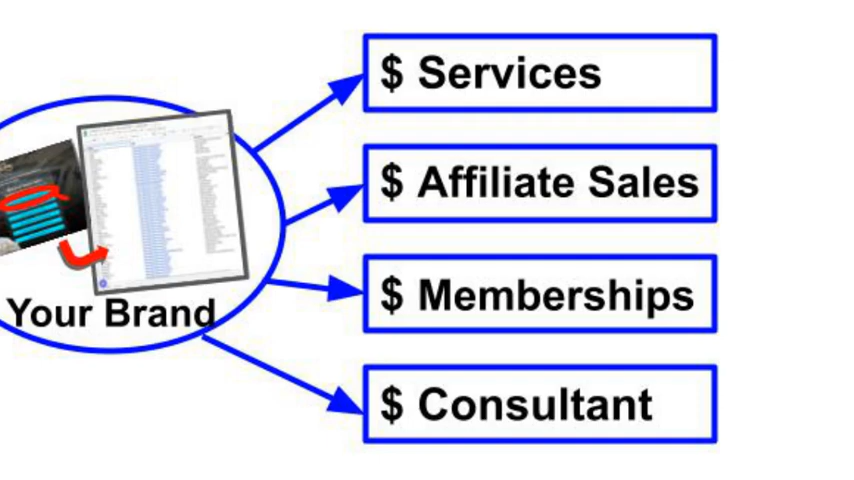 $ Services
$ Affiliate Sales
$ Memberships
Your Brand
$ Consultant